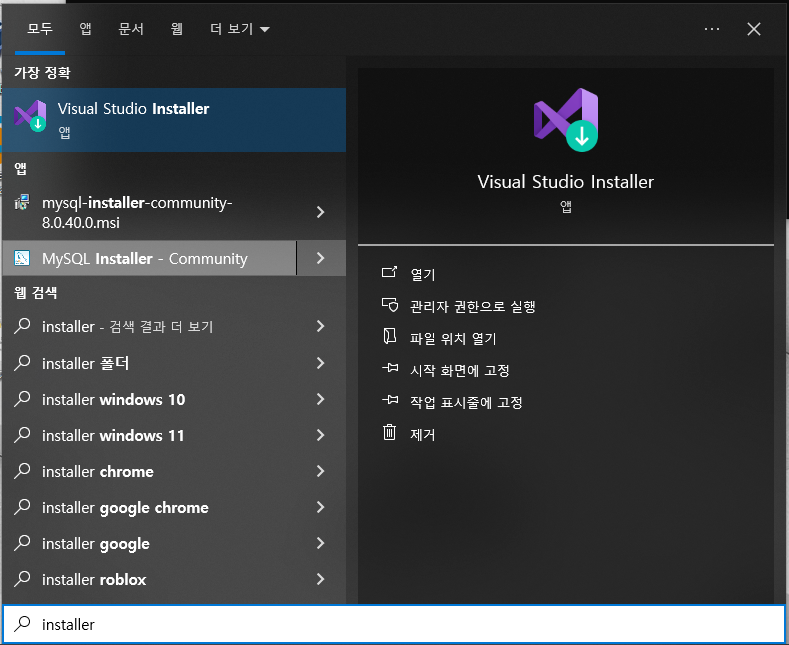 모두 앱 문서 웹 더 보기
가장 정확
Visual Studio Installer
앱
앱
mysql-installer-community-
8.0.40.0.msi
MySQL Installer - Community
웹 검색
installer - 검색 결과 더 보기
installer 폴더
installer windows 10
installer windows 11
installer chrome
installer google chrome
installer google
installer roblox
Visual Studio Installer
앱
열기
관리자 권한으로 실행
파일 위치 열기
시작 화면에 고정
작업 표시줄에 고정
제거
installer